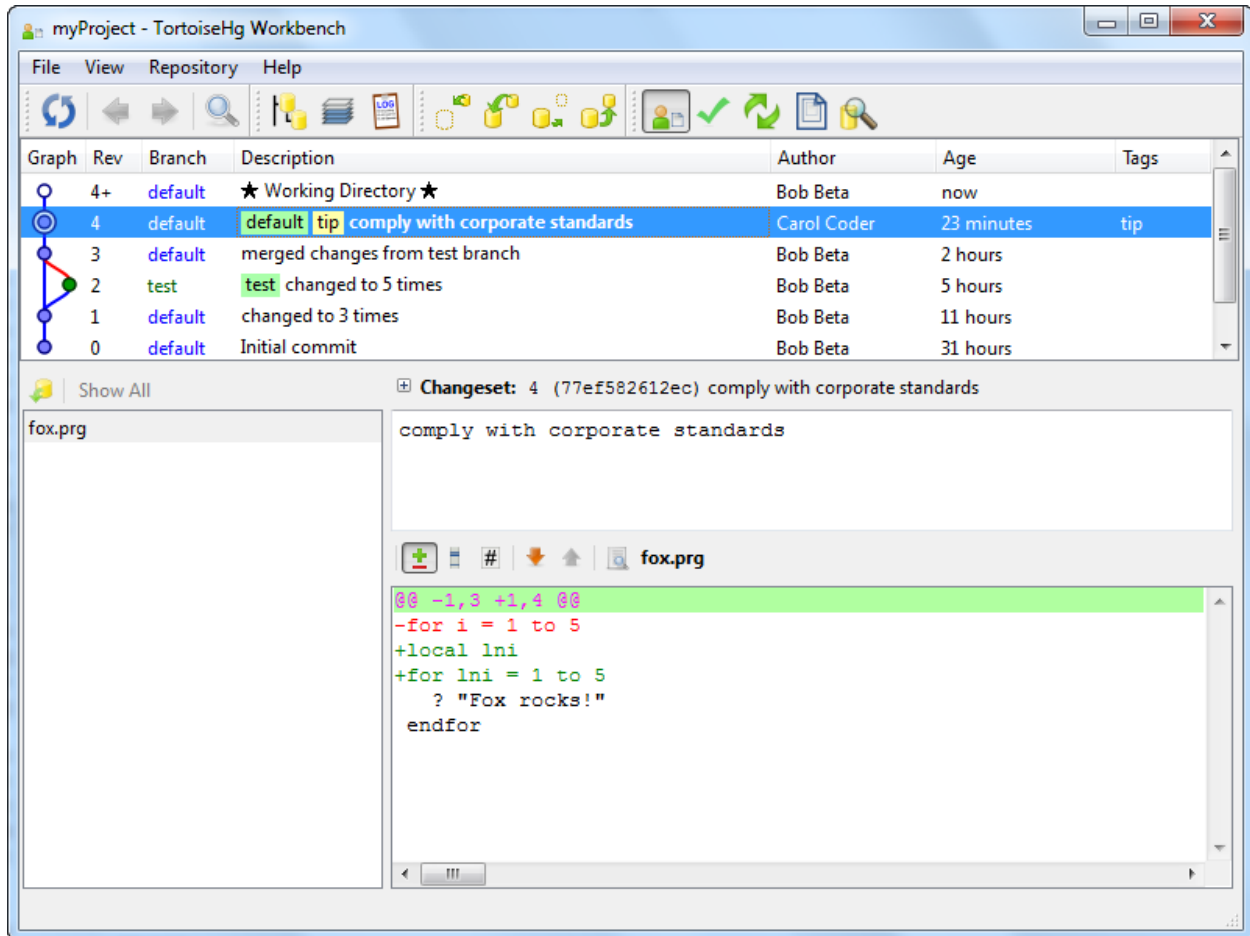 myProject - TortoiseHg Workbench
File View Repository Help
LOG
Graph Rev Branch Description Author Age Tags
4+ default ★ Working Directory ★ Bob Beta now
4 default default tip comply with corporate standards Carol Coder 23 minutes tip
3 default merged changes from test branch Bob Beta 2 hours
2 test test changed to 5 times Bob Beta 5 hours
1 default changed to 3 times Bob Beta 11 hours
0 default Initial commit Bob Beta 31 hours
Show All
Changeset: 4 (77ef582612ec) comply with corporate standards
fox.prg
comply with corporate standards
# fox.prg
@@ -1,3 +1,4 @@
-for i = 1 to 5
+local lni
+for lni = 1 to 5
? "Fox rocks!"
endfor